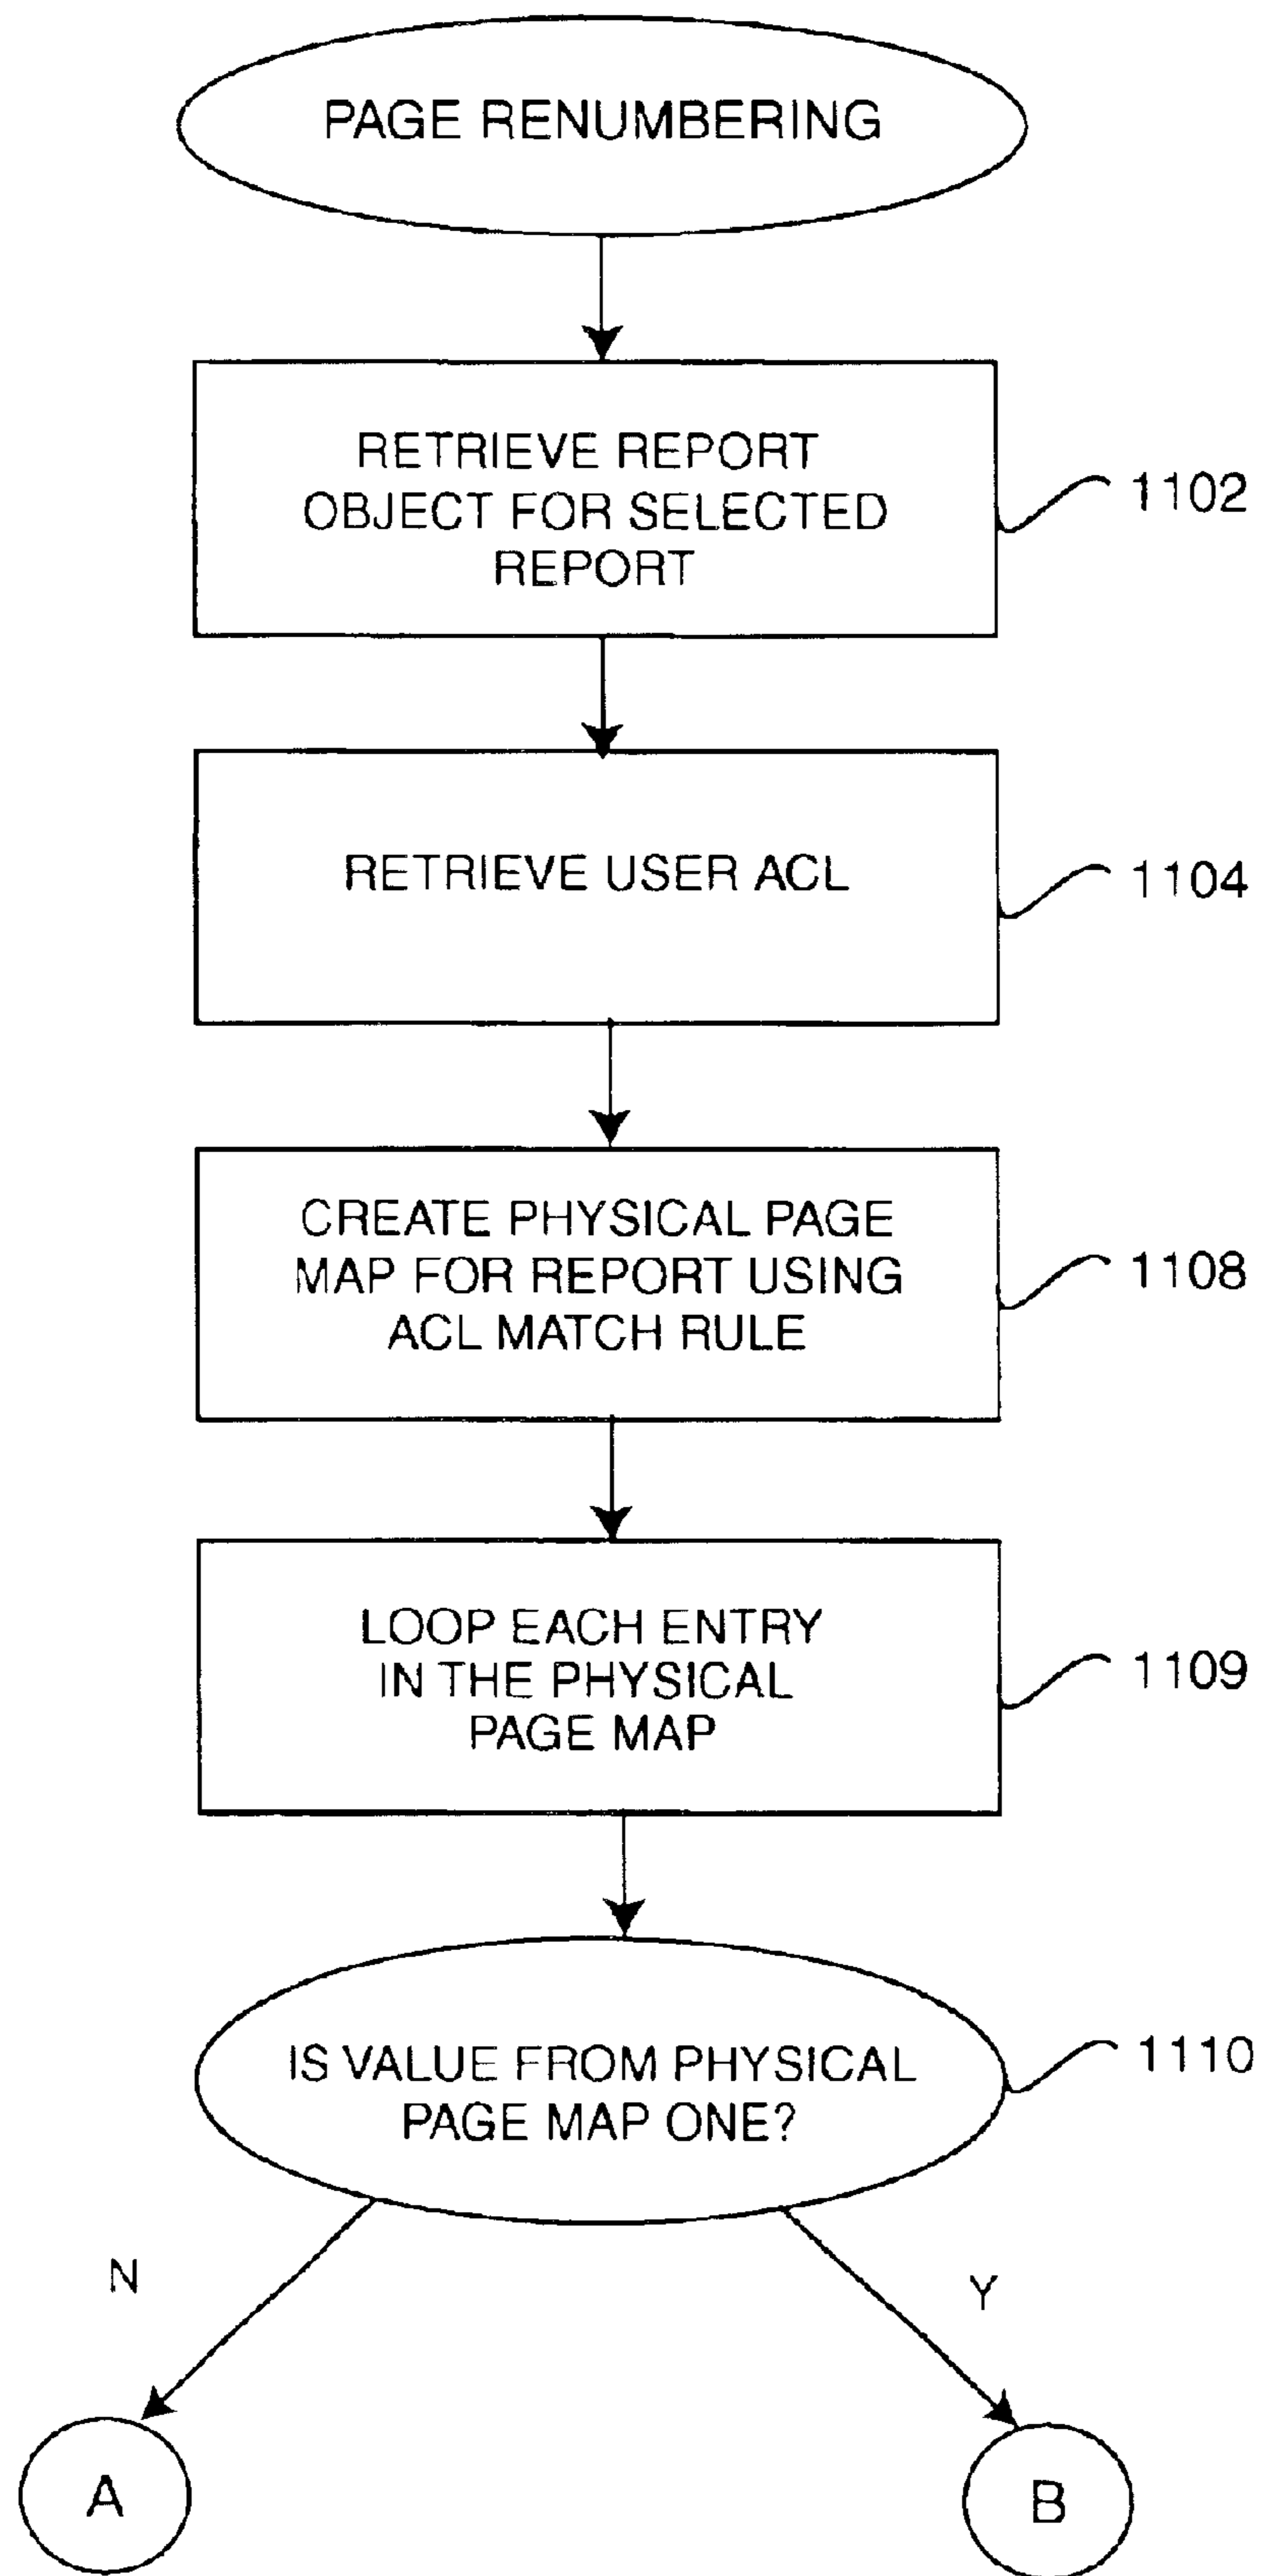 PAGE RENUMBERING
RETRIEVE REPORT
OBJECT FOR SELECTED
REPORT
1102
RETRIEVE USER ACL
1104
CREATE PHYSICAL PAGE
MAP FOR REPORT USING
ACL MATCH RULE
1108
LOOP EACH ENTRY
IN THE PHYSICAL
PAGE MAP
1109
IS VALUE FROM PHYSICAL
PAGE MAP ONE?
1110
N
Y
A
B